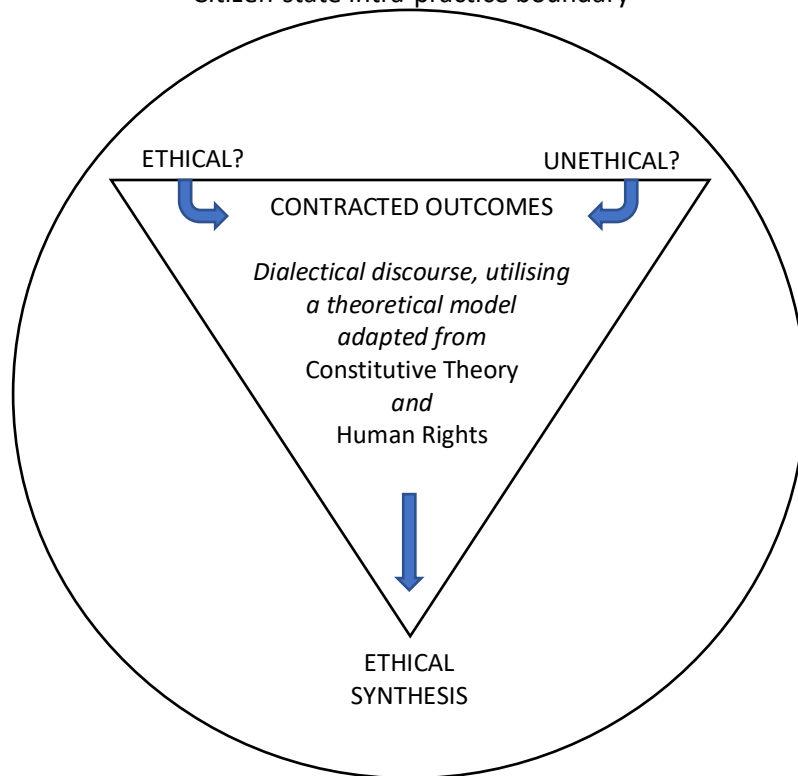 Citizen-state intra-practice boundary
ETHICAL?
UNETHICAL?
CONTRACTED OUTCOMES
Dialectical discourse, utilising
a theoretical model
adapted from
Constitutive Theory
and
Human Rights
ETHICAL
SYNTHESIS